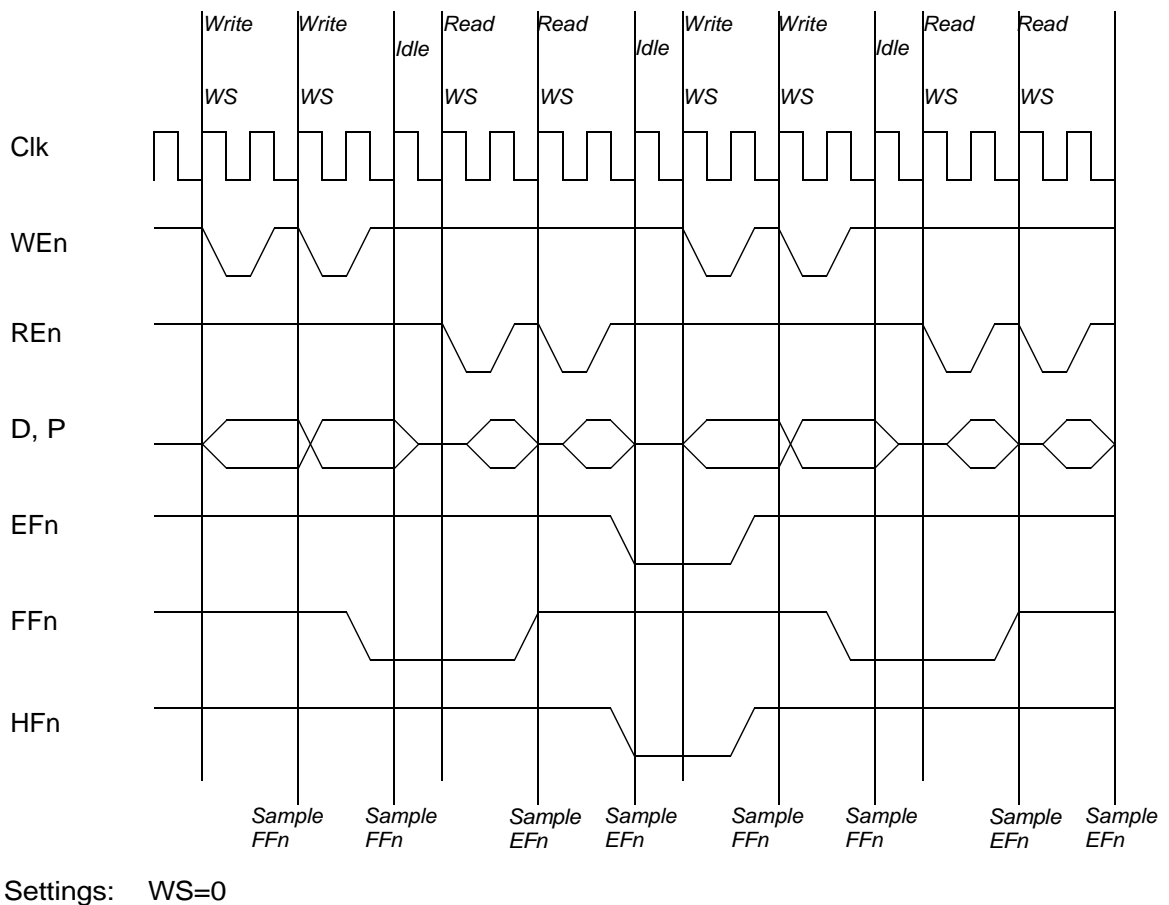 Write Write Read Read Write Write Read Read
Idle Idle Idle
WS WS WS WS WS WS WS WS
Clk
WEn
REn
D, P
EFn
FFn
HFn
Sample Sample Sample Sample Sample Sample Sample Sample
FFn FFn EFn EFn FFn FFn EFn EFn
Settings: WS=0